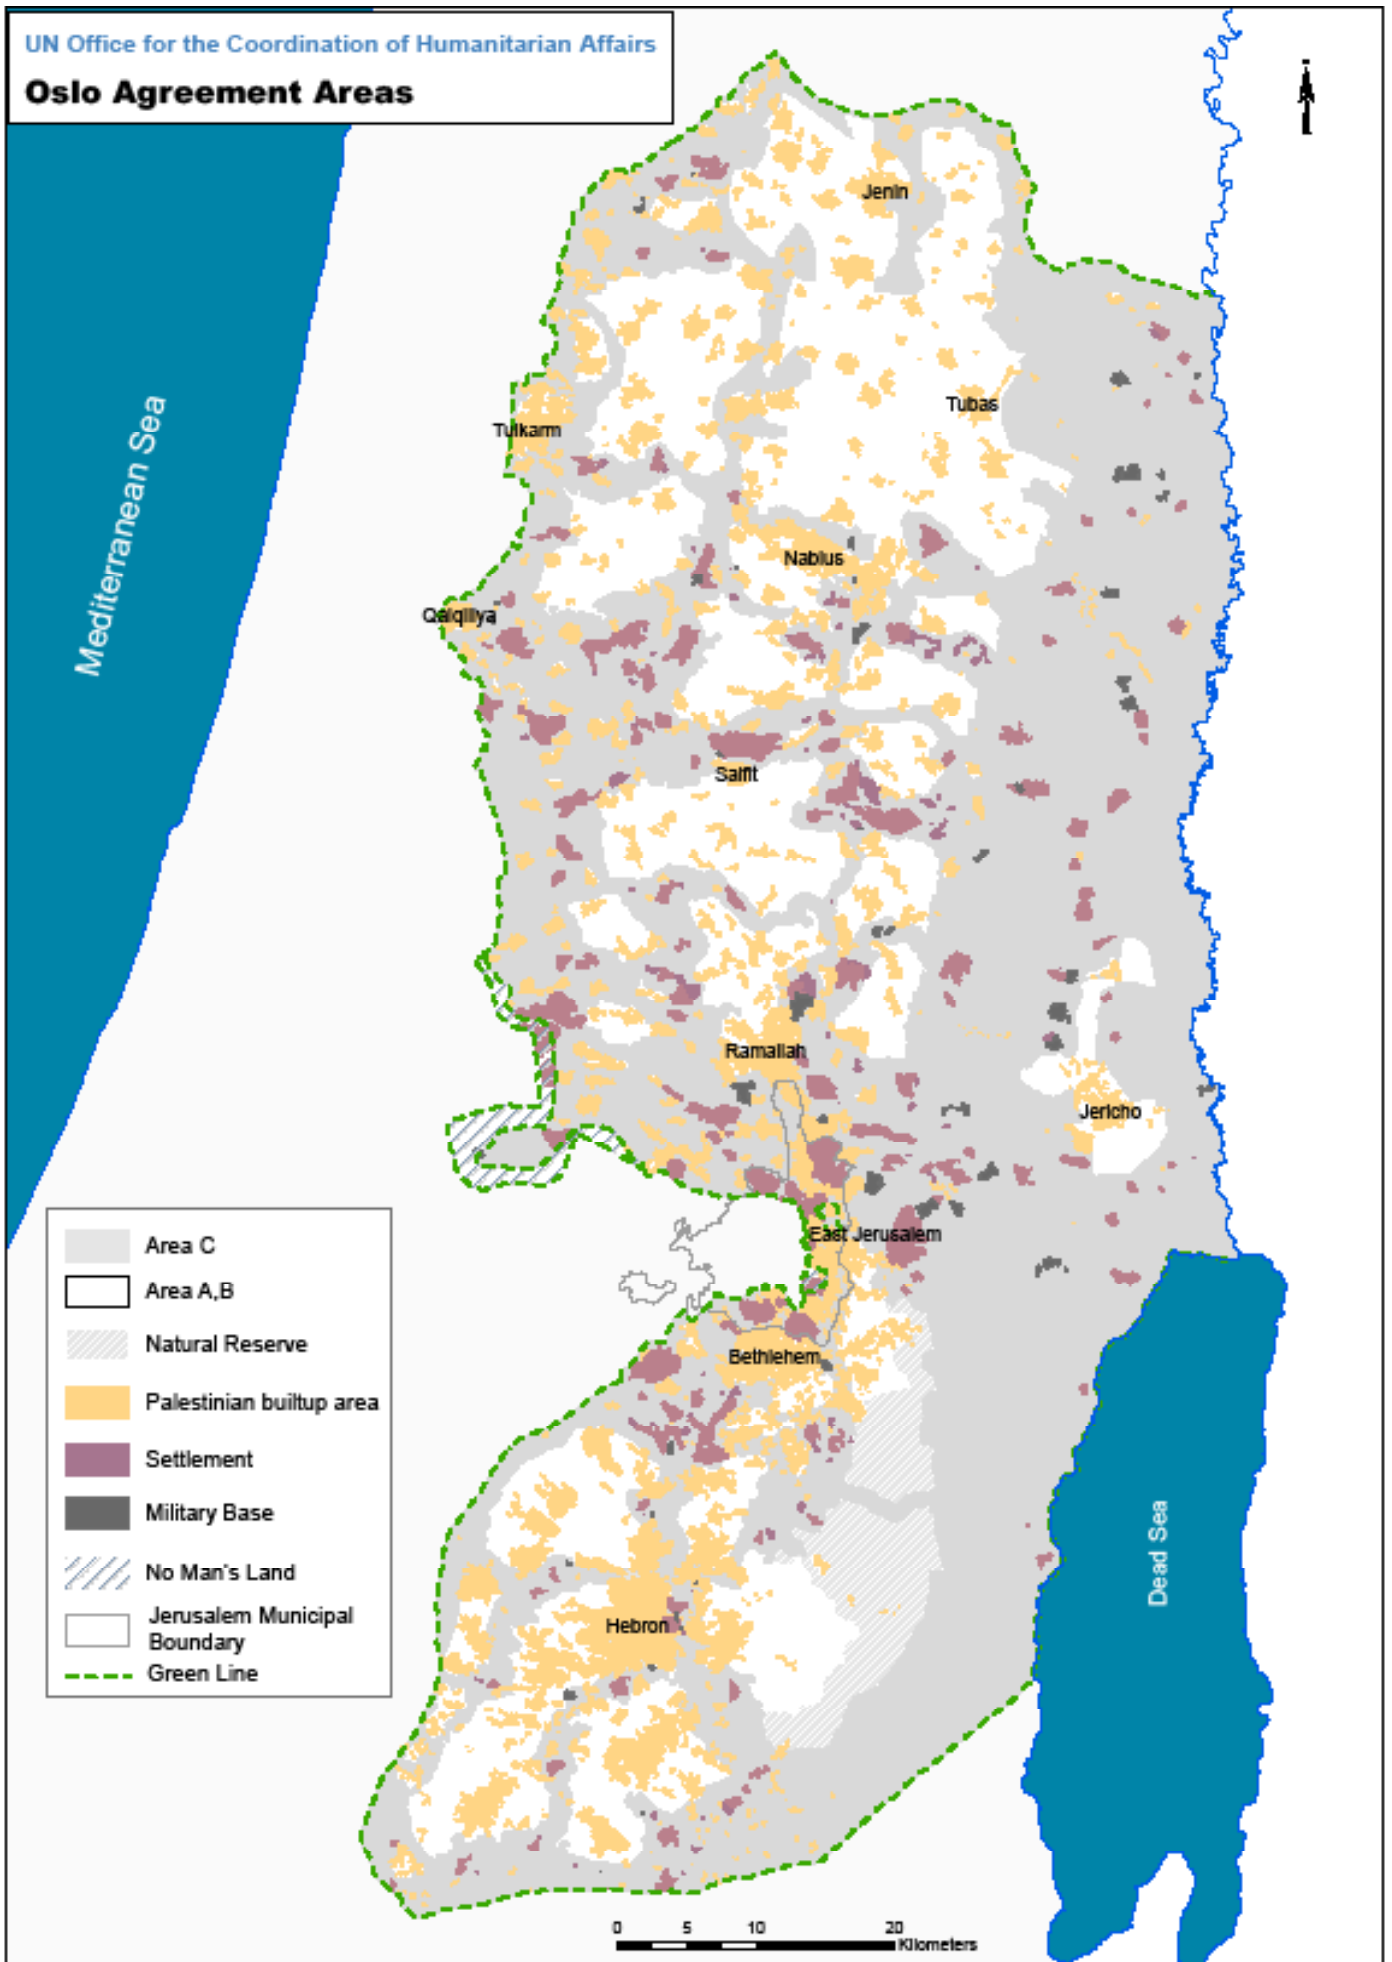 UN Office for the Coordination of Humanitarian Affairs
Oslo Agreement Areas
Jenin
Tubas
Tulkarm
Mediterranean Sea
Nablus
Qalqiliya
Salfit
Ramallah
Jericho
East Jerusalem
Bethlehem
Hebron
Dead Sea
Area C
Area A,B
Natural Reserve
Palestinian builtup area
Settlement
Military Base
No Man's Land
Jerusalem Municipal
Boundary
Green Line
0 5 10 20
Kilometers